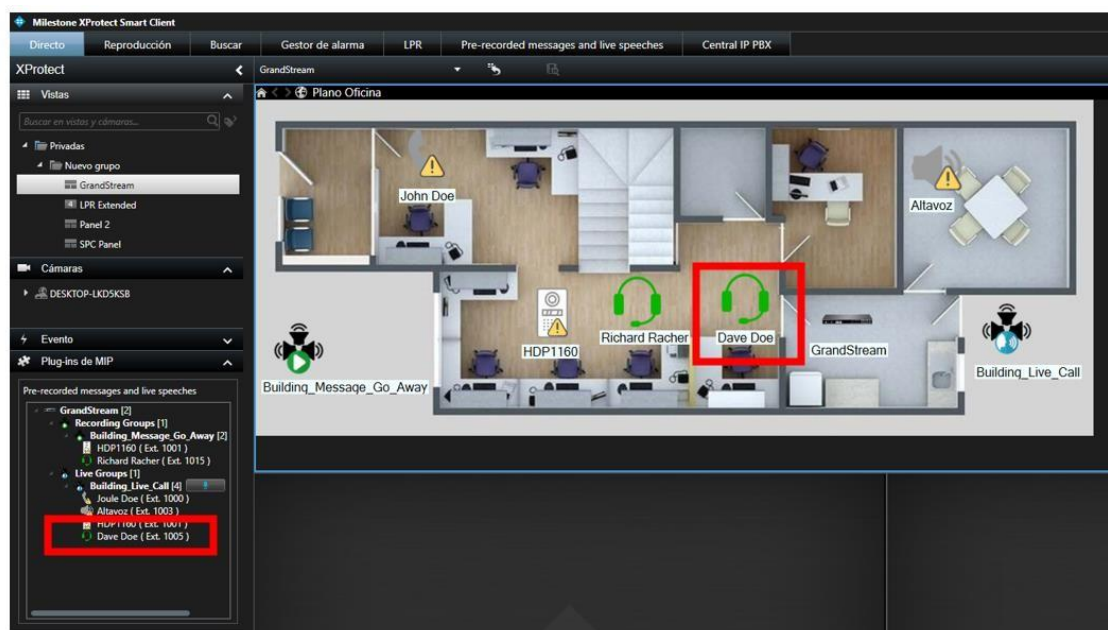 Milestone XProtect Smart Client
Directo Reproducción Buscar Gestor de alarma LPR Pre-recorded messages and live speeches Central IP PBX
XProtect
GrandStream
Vistas
Plano Oficina
Buscar en vistas y cámaras...
Privadas
Nuevo grupo
GrandStream
LPR Extended
Panel 2
SPC Panel
Cámaras
DESKTOP-LKD5KSB
Evento
Plug-ins de MIP
Pre-recorded messages and live speeches
GrandStream [2]
Recording Groups [1]
Building_Message_Go_Away [2]
HDP1160 ( Ext. 1001 )
Richard Racher ( Ext. 1015 )
Live Groups [1]
Building_Live_Call [4]
Joule Doe ( Ext. 1000 )
Altavoz ( Ext. 1003 )
HDP1160 ( Ext. 1001 )
Dave Doe ( Ext. 1005 )
John Doe
Altavoz
Richard Racher
Dave Doe
HDP1160
GrandStream
Building_Message_Go_Away
Building_Live_Call